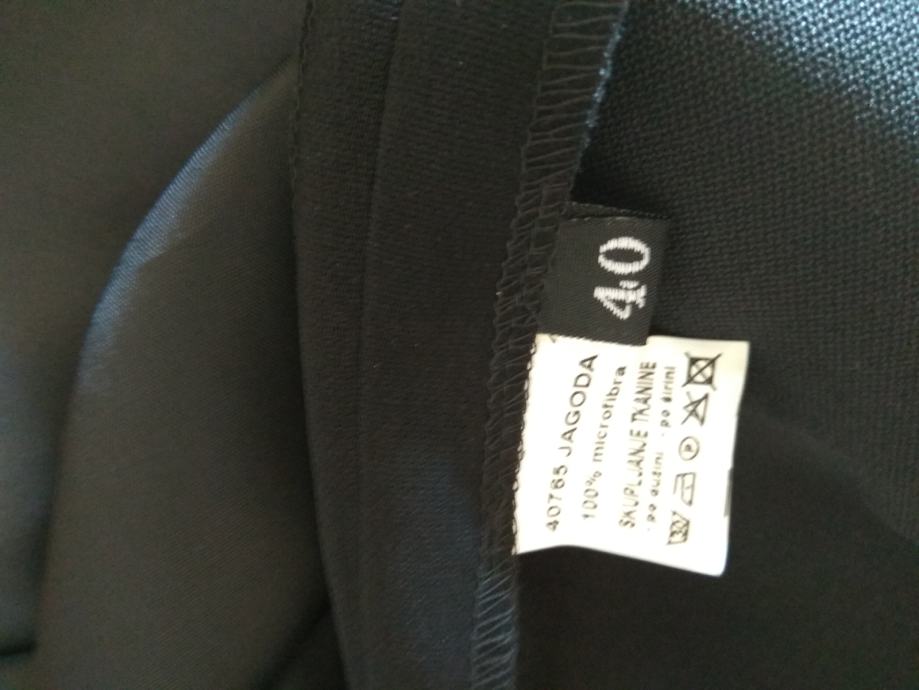 40
40765 JAGODA
100% microfibra
SKUPLJANJE TKANINE
- po dužini - po širini